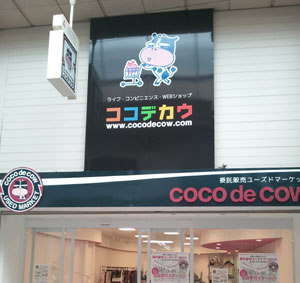 ライフ・コンビニエンス・WEBショップ
ココデカウ
www.cocodecow.com
COCO de COW
USED MARKET
委託販売ユーズドマーケッ
COCO de COW